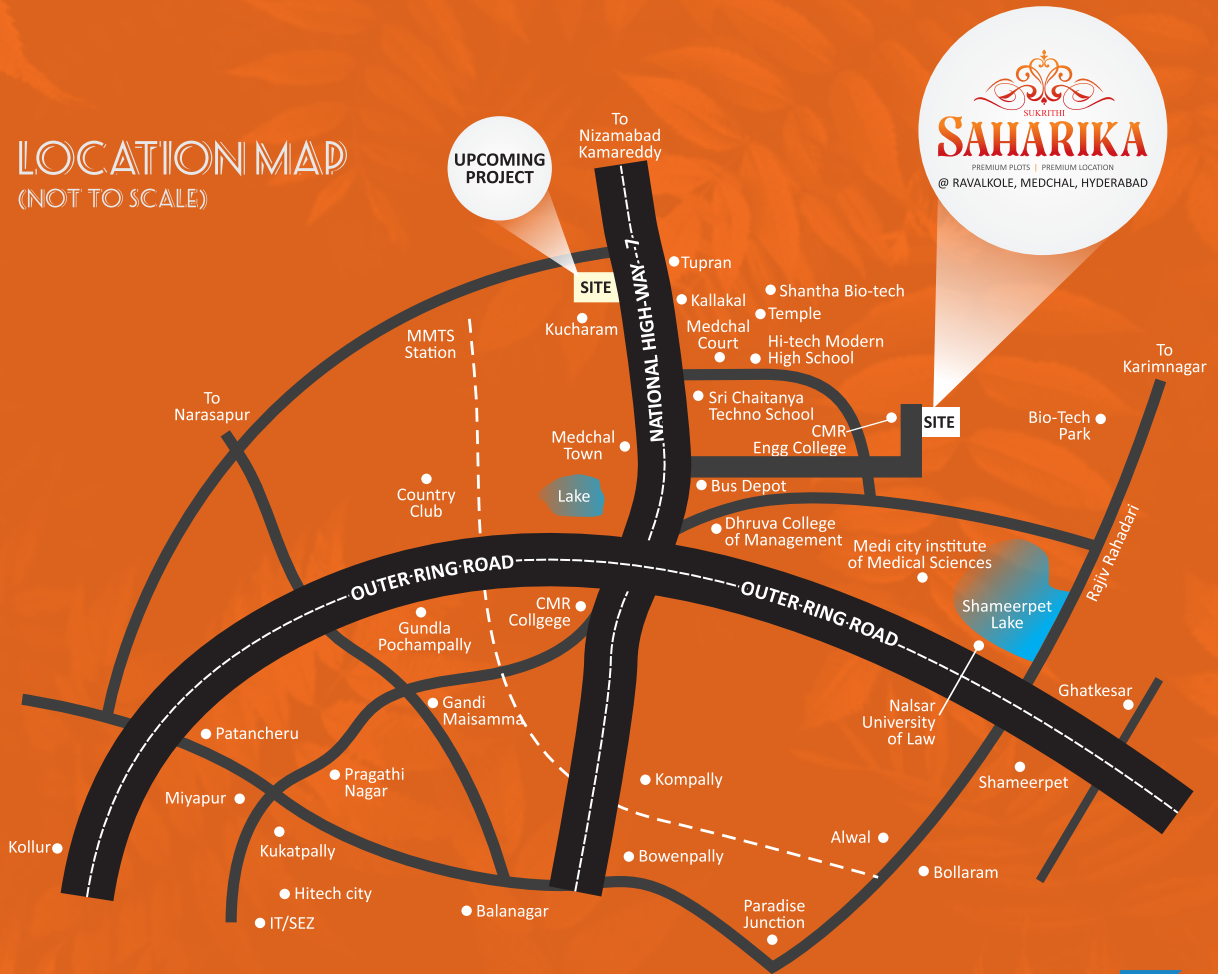 LOCATION MAP
(NOT TO SCALE)
UPCOMING
PROJECT
To
Nizamabad
Kamareddy
SUKRITHI
SAHARIKA
PREMIUM PLOTS | PREMIUM LOCATION
@ RAVALKOLE, MEDCHAL, HYDERABAD
SITE
Kucharam
NATIONAL HIGH-WAY---7
Tupran
Kallakal
Shantha Bio-tech
Temple
Medchal
Court
Hi-tech Modern
High School
Sri Chaitanya
Techno School
CMR
Engg College
SITE
To
Karimnagar
Bio-Tech
Park
MMTS
Station
To
Narasapur
Medchal
Town
Country
Club
Lake
Bus Depot
Dhruva College
of Management
Medi city institute
of Medical Sciences
Rajiv Rahadari
Shameerpet
Lake
OUTER-RING-ROAD
OUTER-RING-ROAD
CMR
Collgege
Gundla
Pochampally
Gandi
Maisamma
Nalsar
University
of Law
Ghatkesar
Shameerpet
Patancheru
Pragathi
Nagar
Miyapur
Kompally
Kollur
Kukatpally
Alwal
Bowenpally
Bollaram
Hitech city
IT/SEZ
Balanagar
Paradise
Junction